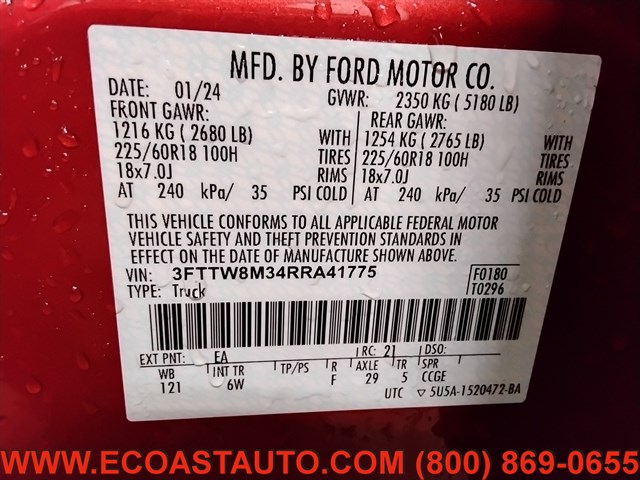 MFD. BY FORD MOTOR CO.
DATE: 01/24 GVWR: 2350 KG ( 5180 LB)
FRONT GAWR: REAR GAWR:
1216 KG ( 2680 LB) WITH 1254 KG ( 2765 LB) WITH
225/60R18 100H TIRES 225/60R18 100H TIRES
18x7.0J RIMS 18x7.0J RIMS
AT 240 kPa/ 35 PSI COLD AT 240 kPa/ 35 PSI COLD
THIS VEHICLE CONFORMS TO ALL APPLICABLE FEDERAL MOTOR
VEHICLE SAFETY AND THEFT PREVENTION STANDARDS IN
EFFECT ON THE DATE OF MANUFACTURE SHOWN ABOVE.
VIN: 3FTTW8M34RRA41775 F0180
TYPE: Truck T0296
EXT PNT: EA RC: 21 DSO:
WB INT TR TP/PS R AXLE TR S
121 6W F 29 5 CCGE
UTC ▽5U5A-1520472-BA
WWW.ECOASTAUTO.COM (800) 869-0655